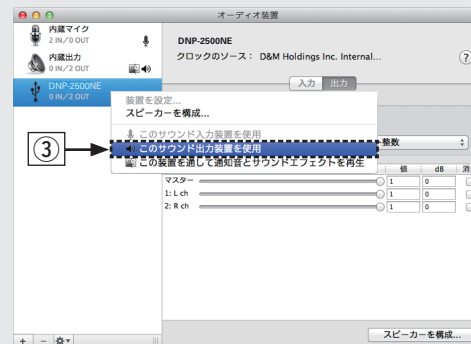 オーディオ装置
内蔵マイク
2 IN/0 OUT
内蔵出力
0 IN/2 OUT
DNP-2500NE
0 IN/2 OUT
DNP-2500NE
クロックのソース： D&M Holdings Inc. Internal...
?
入力 出力
装置を設定...
スピーカーを構成...
このサウンド入力装置を使用
③ このサウンド出力装置を使用
この装置を通して通知音とサウンドエフェクトを再生
整数
値 dB
マスター 1 0
1: L ch 1 0
2: R ch 1 0
スピーカーを構成...